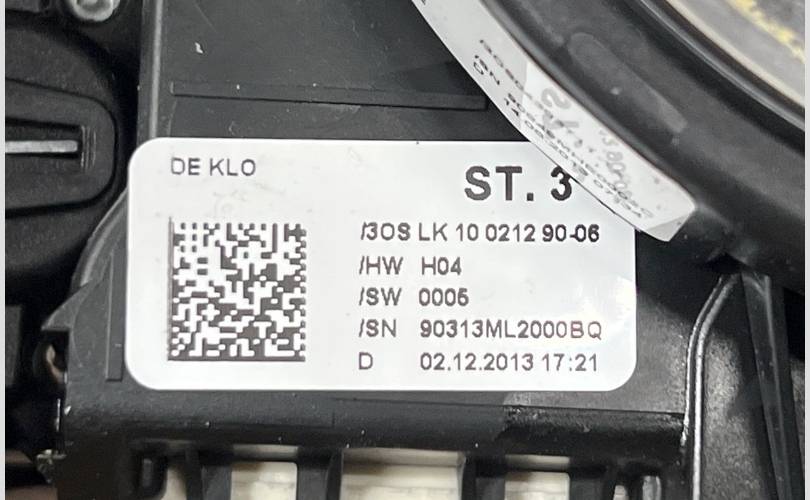 DE KLO
ST. 3
/3OS LK 10 0212 90-06
/HW H04
/SW 0005
/SN 90313ML2000BQ
D 02.12.2013 17:21